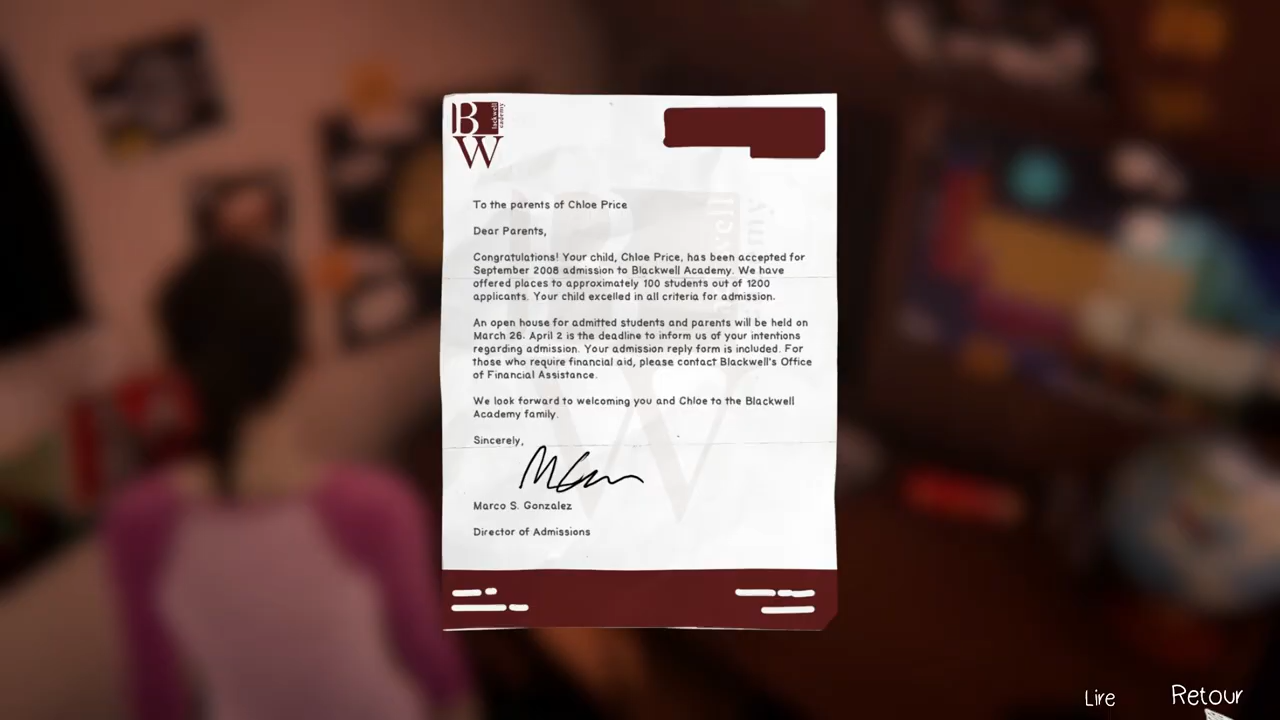 B
lackwell
cademy
W
To the parents of Chloe Price
Dear Parents,
Congratulations! Your child, Chloe Price, has been accepted for
September 2008 admission to Blackwell Academy. We have
offered places to approximately 100 students out of 1200
applicants. Your child excelled in all criteria for admission.
An open house for admitted students and parents will be held on
March 26. April 2 is the deadline to inform us of your intentions
regarding admission. Your admission reply form is included. For
those who require financial aid, please contact Blackwell's Office
of Financial Assistance.
We look forward to welcoming you and Chloe to the Blackwell
Academy family.
Sincerely,
Marco S. Gonzalez
Director of Admissions
Lire
Retour